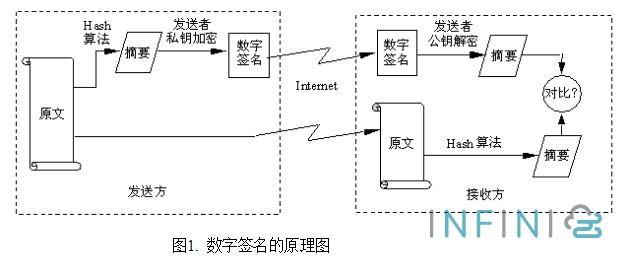 Hash
算法
摘要
发送者
私钥加密
数字
签名
原文
发送方
Internet
数字
签名
发送者
公钥解密
摘要
对比?
原文
Hash 算法
摘要
接收方
INFINI
图1. 数字签名的原理图